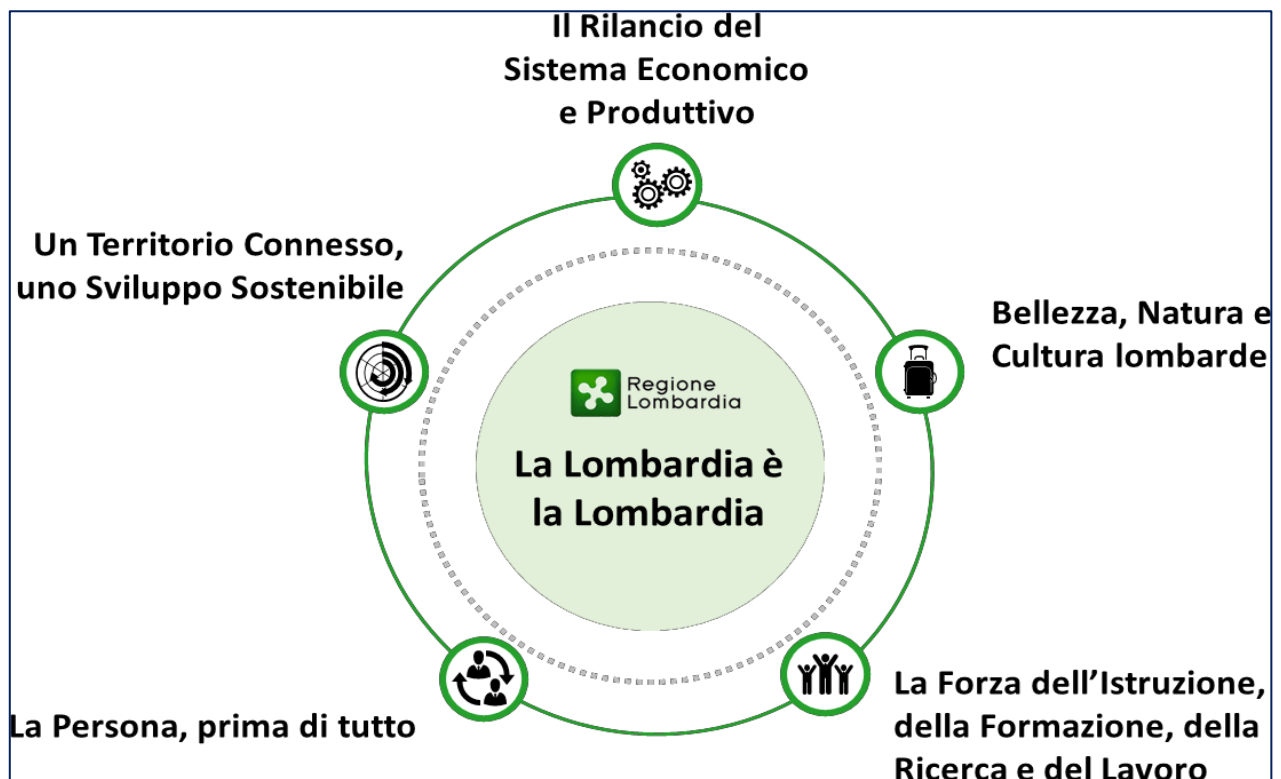 Il Rilancio del
Sistema Economico
e Produttivo
Un Territorio Connesso,
uno Sviluppo Sostenibile
Bellezza, Natura e
Cultura lombarde
Regione
Lombardia
La Lombardia è
la Lombardia
La Persona, prima di tutto
La Forza dell’Istruzione,
della Formazione, della
Ricerca e del Lavoro